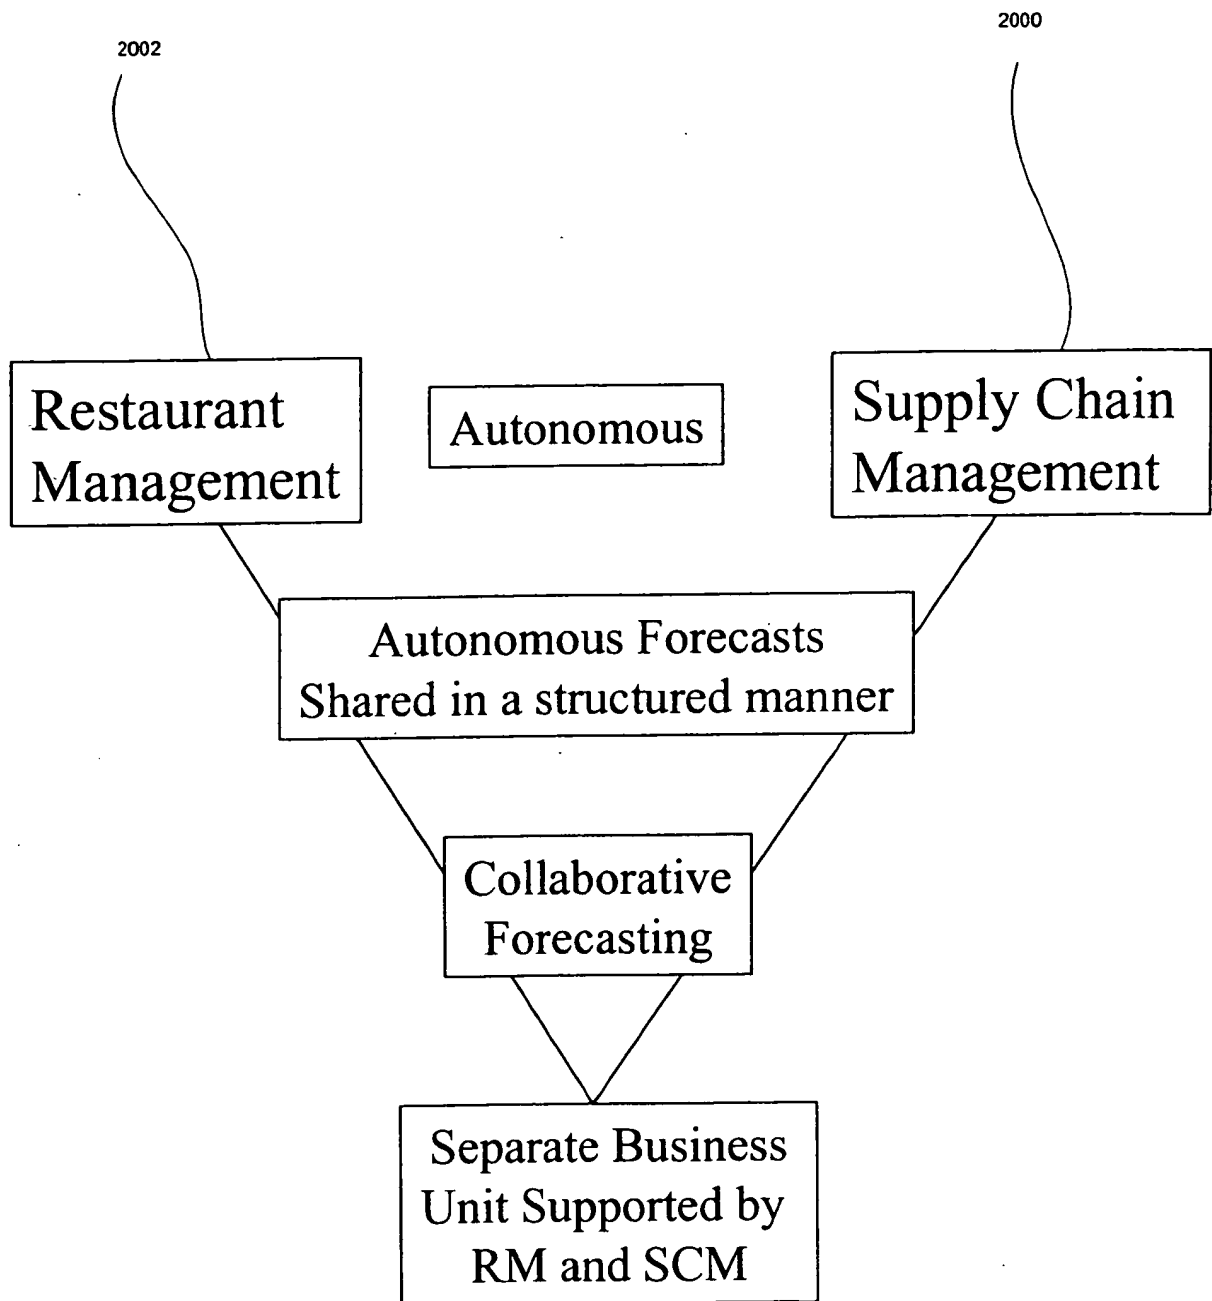 2002
2000
Restaurant
Management
Autonomous
Supply Chain
Management
Autonomous Forecasts
Shared in a structured manner
Collaborative
Forecasting
Separate Business
Unit Supported by
RM and SCM